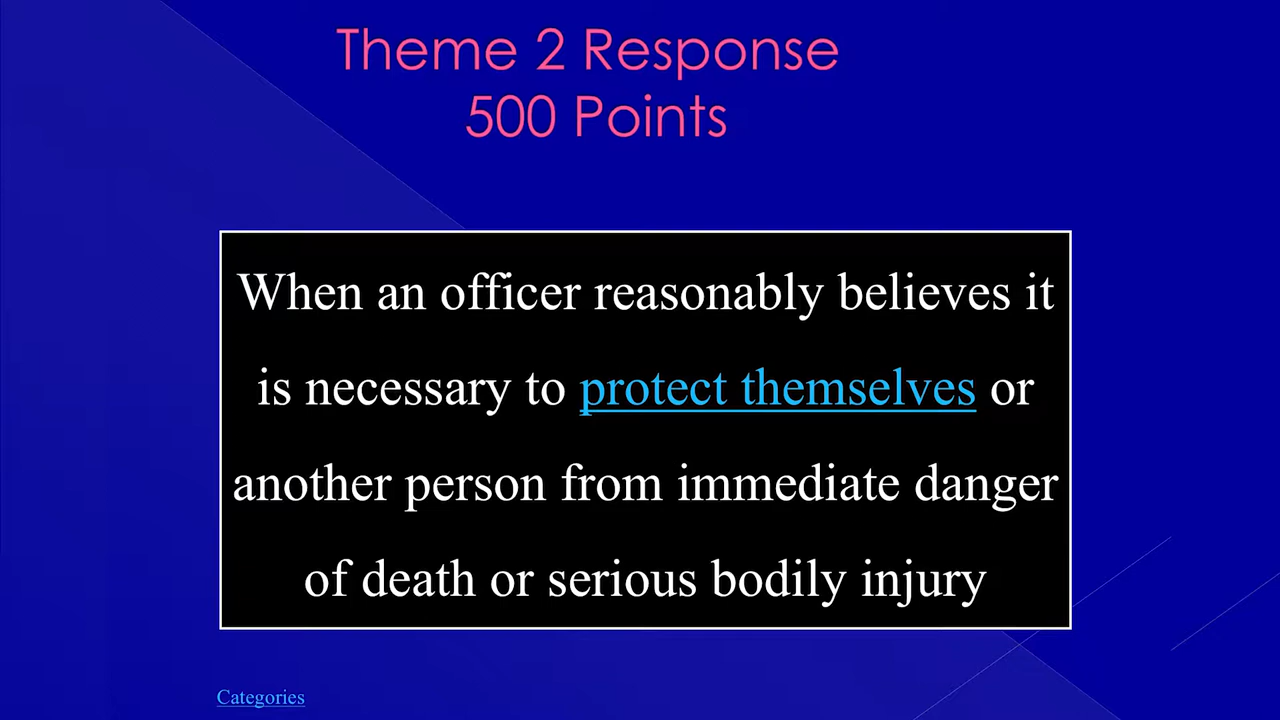 Theme 2 Response
500 Points
When an officer reasonably believes it
is necessary to protect themselves or
another person from immediate danger
of death or serious bodily injury
Categories